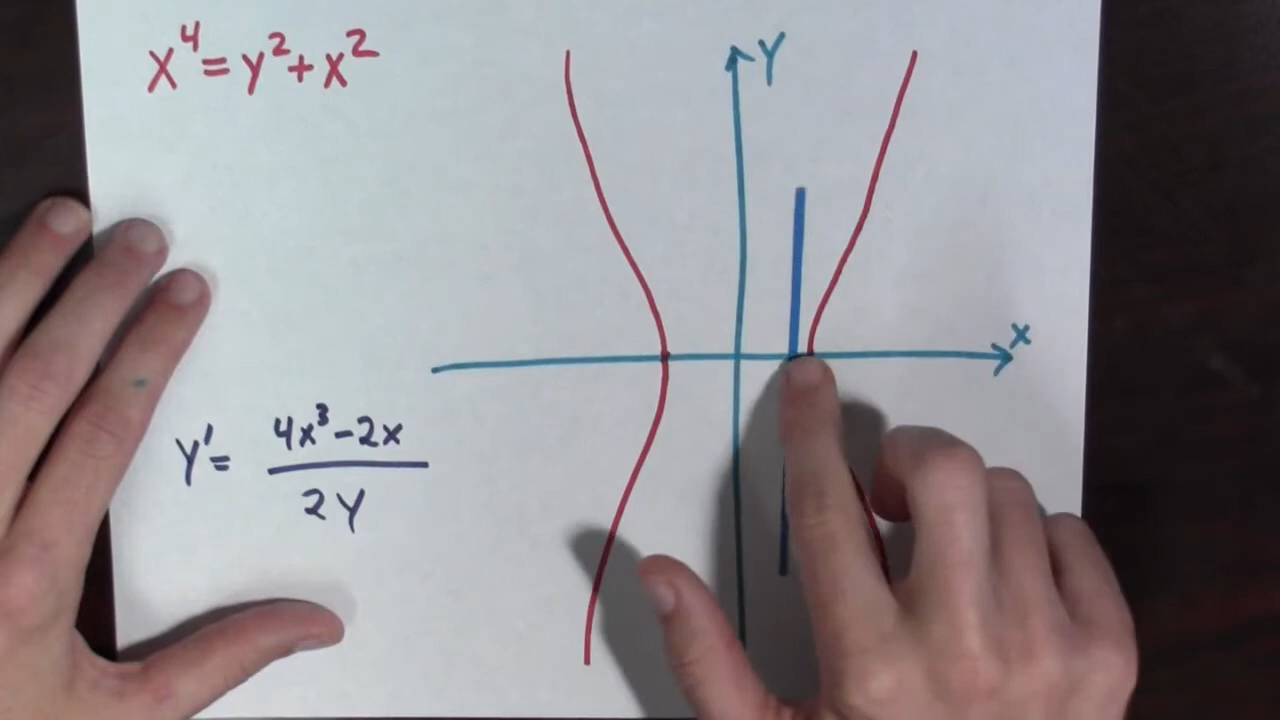 x⁴=y²+x²
Y
x
y'= 4x³-2x
2y